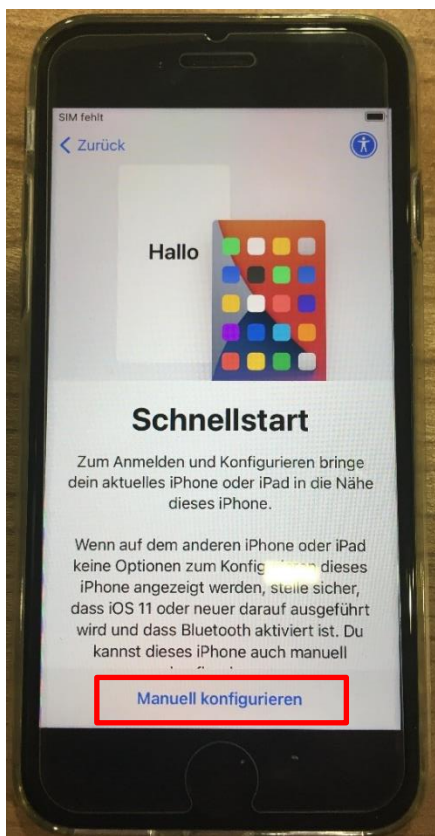 SIM fehlt
Zurück
Hallo
Schnellstart
Zum Anmelden und Konfigurieren bringe
dein aktuelles iPhone oder iPad in die Nähe
dieses iPhone.
Wenn auf dem anderen iPhone oder iPad
keine Optionen zum dieses
iPhone angezeigt werden, stelle sicher,
dass iOS 11 oder neuer darauf ausgeführt
wird und dass Bluetooth aktiviert ist. Du
kannst dieses iPhone auch manuell
Manuell konfigurieren